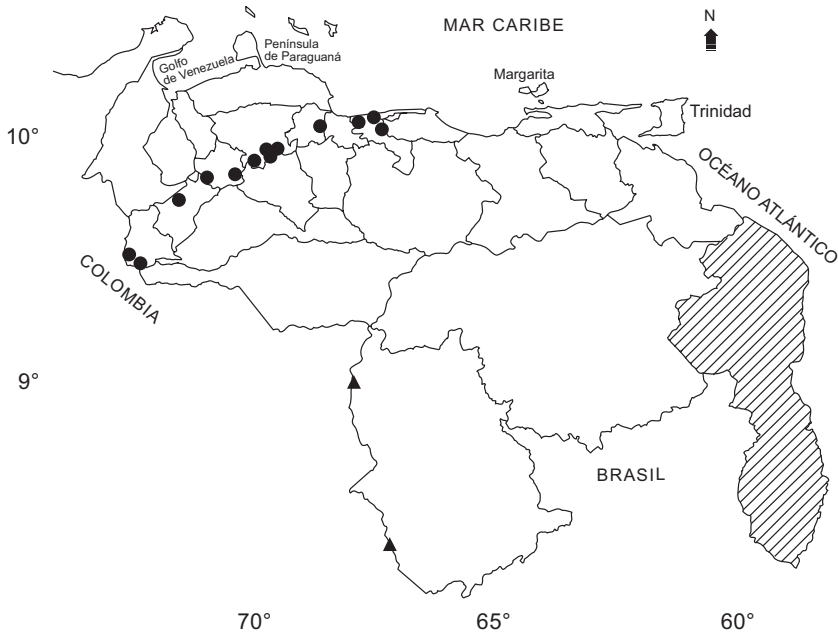 MAR CARIBE
N
Península
de Paraguaná
Golfo
de Venezuela
Margarita
Trinidad
10°
OCÉANO ATLÁNTICO
COLOMBIA
9°
BRASIL
70°
65°
60°